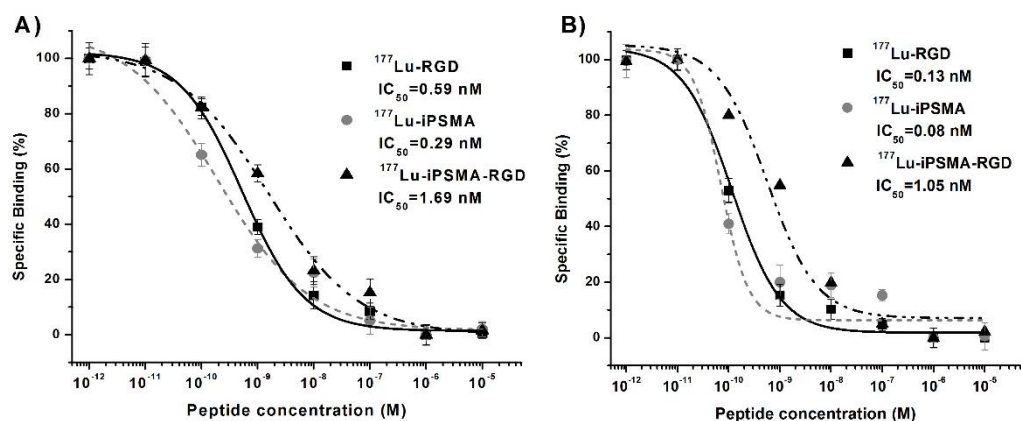 A)
¹⁷⁷Lu-RGD
IC₅₀=0.59 nM
¹⁷⁷Lu-iPSMA
IC₅₀=0.29 nM
¹⁷⁷Lu-iPSMA-RGD
IC₅₀=1.69 nM
Specific Binding (%)
100
80
60
40
20
0
10⁻¹² 10⁻¹¹ 10⁻¹⁰ 10⁻⁹ 10⁻⁸ 10⁻⁷ 10⁻⁶ 10⁻⁵
Peptide concentration (M)
B)
¹⁷⁷Lu-RGD
IC₅₀=0.13 nM
¹⁷⁷Lu-iPSMA
IC₅₀=0.08 nM
¹⁷⁷Lu-iPSMA-RGD
IC₅₀=1.05 nM
Specific Binding (%)
100
80
60
40
20
0
10⁻¹² 10⁻¹¹ 10⁻¹⁰ 10⁻⁹ 10⁻⁸ 10⁻⁷ 10⁻⁶ 10⁻⁵
Peptide concentration (M)